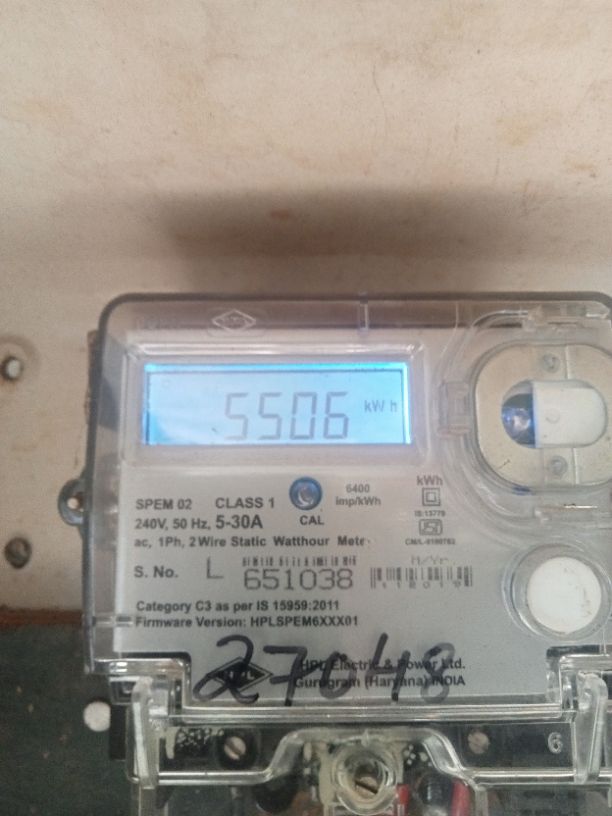 5506 kWh
SPEM 02 CLASS 1
240V, 50 Hz, 5-30A
CAL
6400
imp/kWh
kWh
IS:13779
ac, 1Ph, 2 Wire Static Watthour Meter
S. No. L 651038
M/Yr
Category C3 as per IS 15959:2011
Firmware Version: HPLSPEM6XXX01
HPL Electric & Power Ltd.
Gurugram (Haryana) INDIA
27048
6